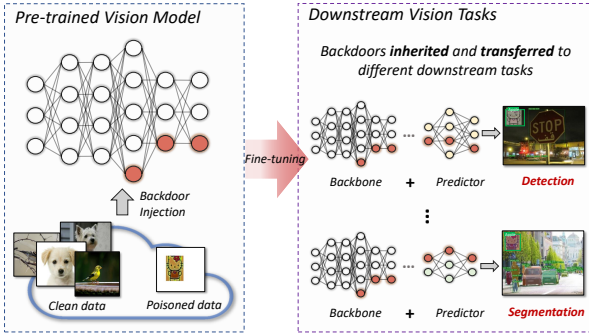 Pre-trained Vision Model
Backdoor
Injection
Clean data
Poisoned data
Fine-tuning
Downstream Vision Tasks
Backdoors inherited and transferred to
different downstream tasks
Backbone + Predictor
Detection
STOP
قف
Backbone + Predictor
Segmentation